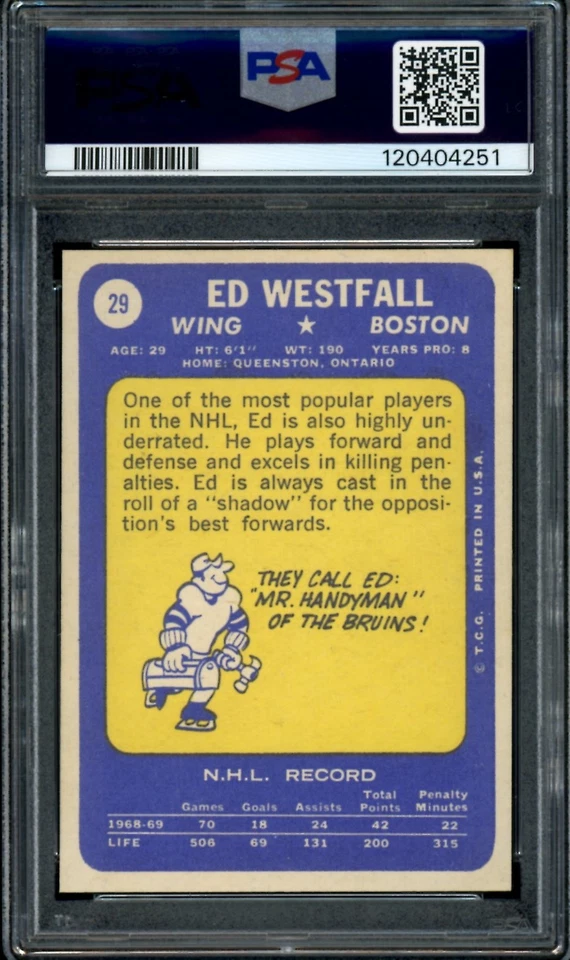 PSA
PSA
120404251
29
ED WESTFALL
WING ★ BOSTON
AGE: 29 HT: 6'1" WT: 190 YEARS PRO: 8
HOME: QUEENSTON, ONTARIO
One of the most popular players
in the NHL, Ed is also highly un-
derrated. He plays forward and
defense and excels in killing pen-
alties. Ed is always cast in the
roll of a "shadow" for the opposi-
tion's best forwards.
THEY CALL ED:
"MR. HANDYMAN"
OF THE BRUINS!
© T.C.G. PRINTED IN U.S.A.
N.H.L. RECORD
Games Goals Assists Total Points Penalty Minutes
1968-69 70 18 24 42 22
LIFE 506 69 131 200 315